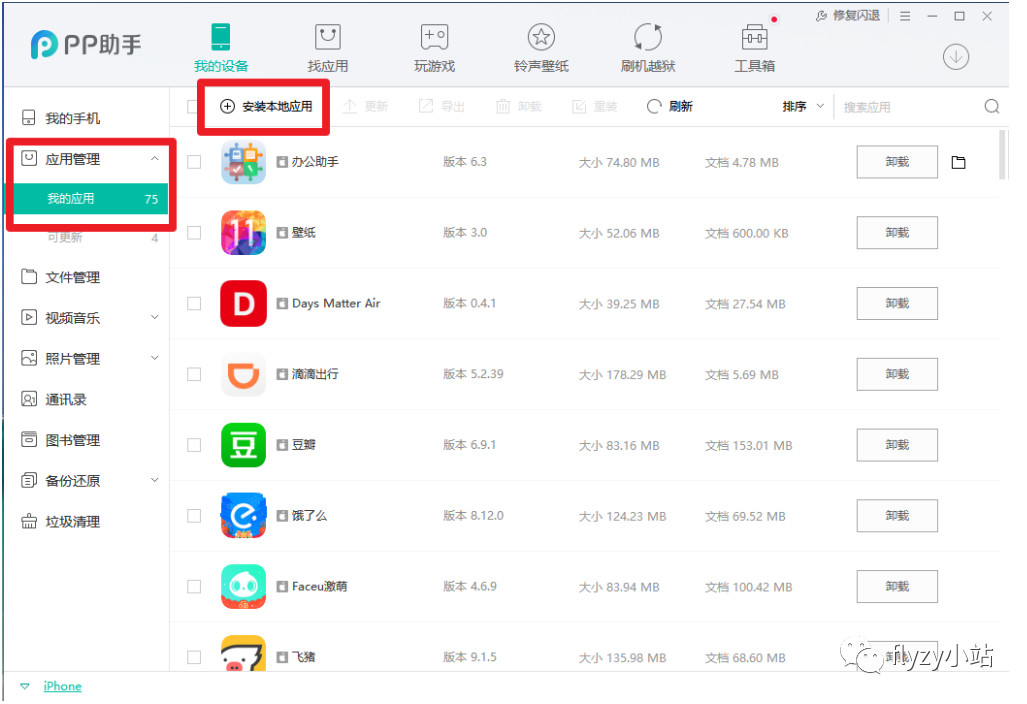 修复闪退
PP助手
我的设备 找应用 玩游戏 铃声壁纸 刷机越狱 工具箱
安装本地应用 更新 导出 卸载 重装 刷新 排序 搜索应用
我的手机
应用管理
我的应用 75
可更新 4
文件管理
视频音乐
照片管理
通讯录
图书管理
备份还原
垃圾清理
办公助手 版本 6.3 大小 74.80 MB 文档 4.78 MB 卸载
11
壁纸 版本 3.0 大小 52.06 MB 文档 600.00 KB 卸载
D
Days Matter Air 版本 0.4.1 大小 39.25 MB 文档 27.54 MB 卸载
滴滴出行 版本 5.2.39 大小 178.29 MB 文档 5.69 MB 卸载
豆
豆瓣 版本 6.9.1 大小 83.16 MB 文档 153.01 MB 卸载
饿了么 版本 8.12.0 大小 124.23 MB 文档 69.52 MB 卸载
Faceu激萌 版本 4.6.9 大小 83.94 MB 文档 100.42 MB 卸载
飞猪 版本 9.1.5 大小 135.98 MB 文档 68.60 MB
flyzy小站
iPhone